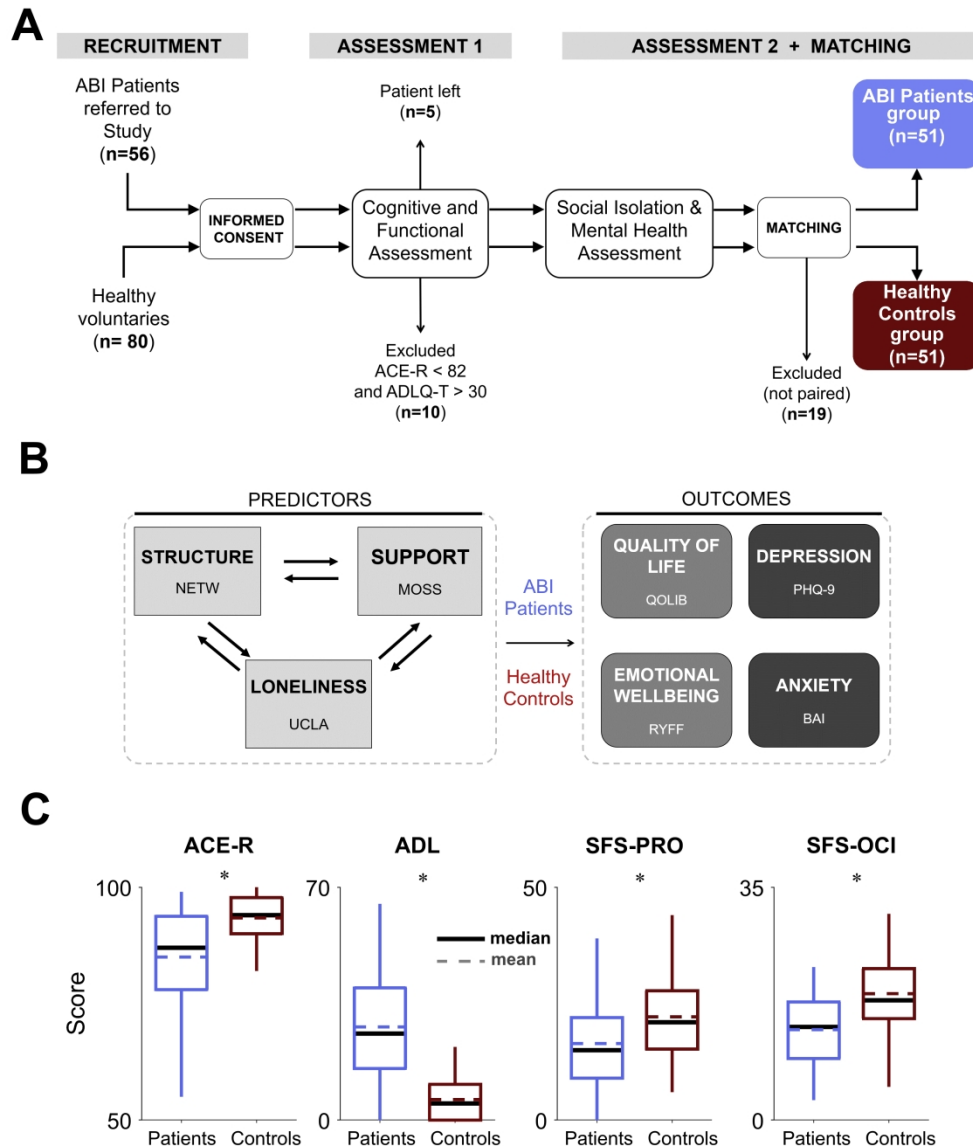 A
RECRUITMENT
ASSESSMENT 1
ASSESSMENT 2 + MATCHING
ABI Patients
referred to
Study
(n=56)
Patient left
(n=5)
ABI Patients
group
(n=51)
INFORMED
CONSENT
Cognitive and
Functional
Assessment
Social Isolation &
Mental Health
Assessment
MATCHING
Healthy
voluntaries
(n= 80)
Excluded
ACE-R < 82
and ADLQ-T > 30
(n=10)
Excluded
(not paired)
(n=19)
Healthy
Controls
group
(n=51)
B
PREDICTORS
STRUCTURE
NETW
SUPPORT
MOSS
LONELINESS
UCLA
ABI
Patients
Healthy
Controls
OUTCOMES
QUALITY OF
LIFE
QOLIB
DEPRESSION
PHQ-9
EMOTIONAL
WELLBEING
RYFF
ANXIETY
BAI
C
ACE-R
ADL
SFS-PRO
SFS-OCI
* * * *
100
50
Score
70
0
median
mean
50
0
35
0
Patients Controls
Patients Controls
Patients Controls
Patients Controls